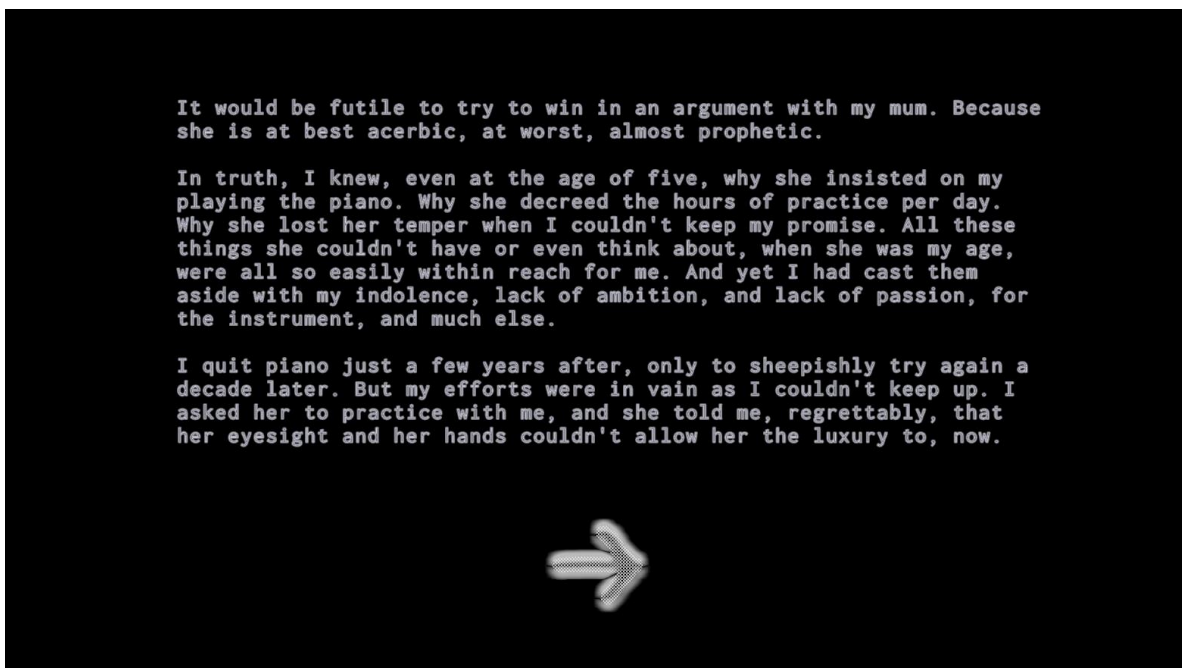 It would be futile to try to win in an argument with my mum. Because
she is at best acerbic, at worst, almost prophetic.
In truth, I knew, even at the age of five, why she insisted on my
playing the piano. Why she decreed the hours of practice per day.
Why she lost her temper when I couldn't keep my promise. All these
things she couldn't have or even think about, when she was my age,
were all so easily within reach for me. And yet I had cast them
aside with my indolence, lack of ambition, and lack of passion, for
the instrument, and much else.
I quit piano just a few years after, only to sheepishly try again a
decade later. But my efforts were in vain as I couldn't keep up. I
asked her to practice with me, and she told me, regrettably, that
her eyesight and her hands couldn't allow her the luxury to, now.